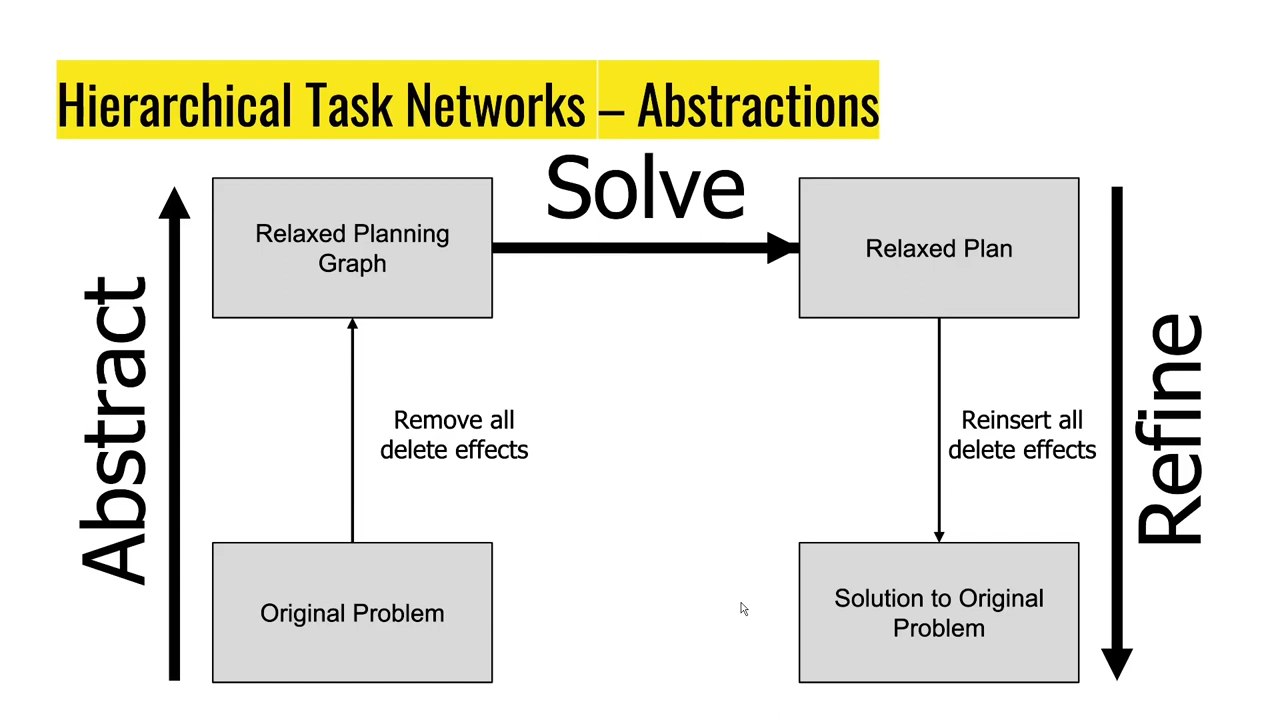 Hierarchical Task Networks – Abstractions
Solve
Relaxed Planning
Graph
Relaxed Plan
Abstract
Remove all
delete effects
Reinsert all
delete effects
Refine
Original Problem
Solution to Original
Problem